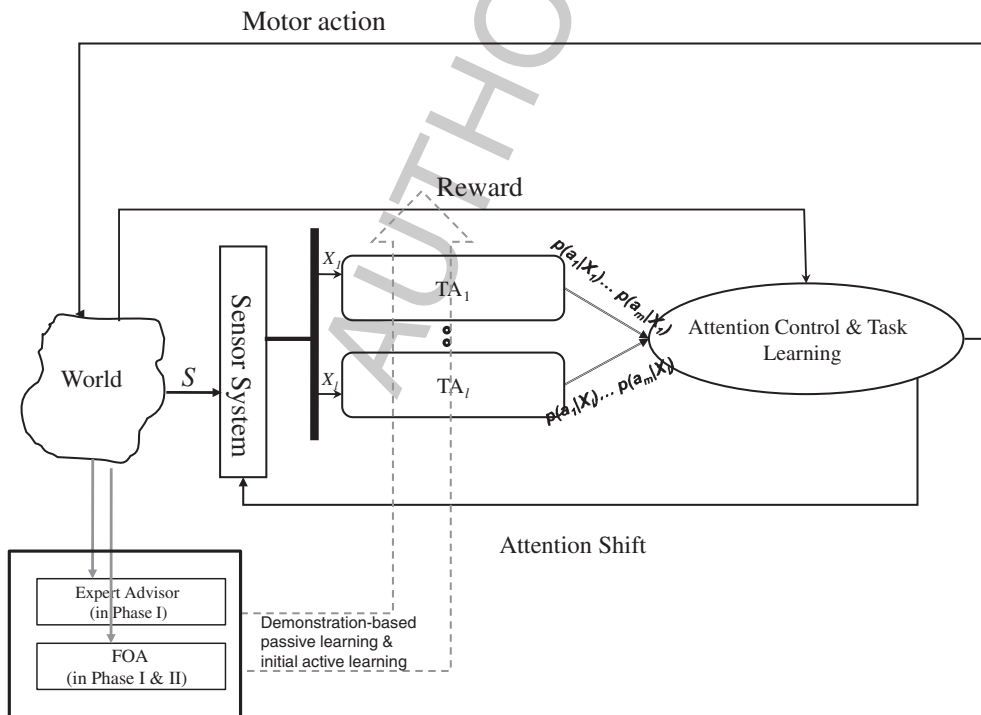 Motor action
AUTHO
Reward
X1
TA1
p(a1|X1)... p(am|X1)
Sensor System
Attention Control & Task
Learning
World
S
Xl
TAl
p(a1|Xl)... p(am|Xl)
Attention Shift
Expert Advisor
(in Phase I)
Demonstration-based
passive learning &
initial active learning
FOA
(in Phase I & II)